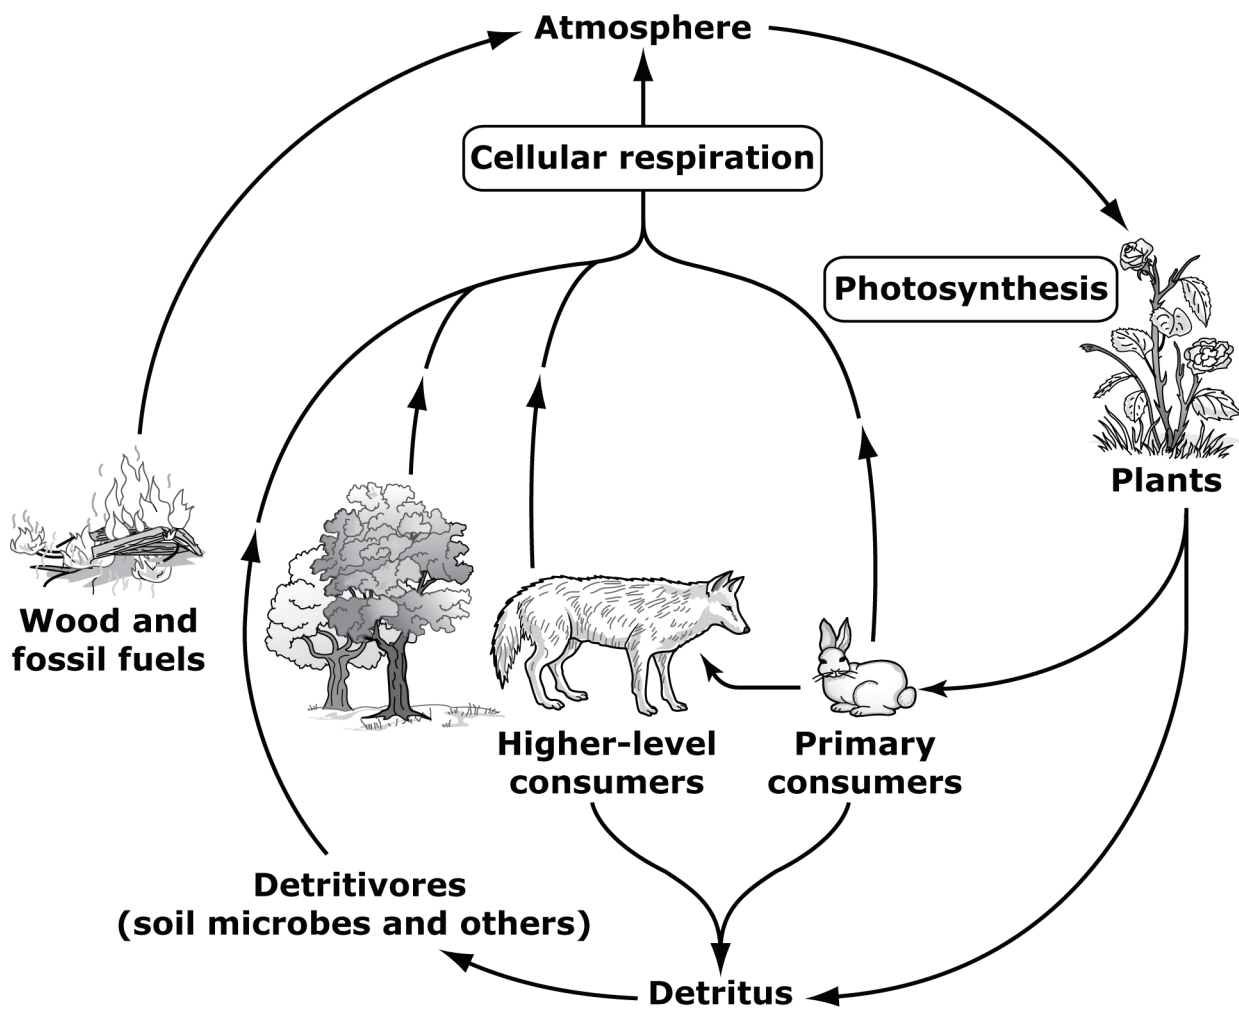 Atmosphere
Cellular respiration
Photosynthesis
Plants
Wood and
fossil fuels
Higher-level
consumers
Primary
consumers
Detritivores
(soil microbes and others)
Detritus